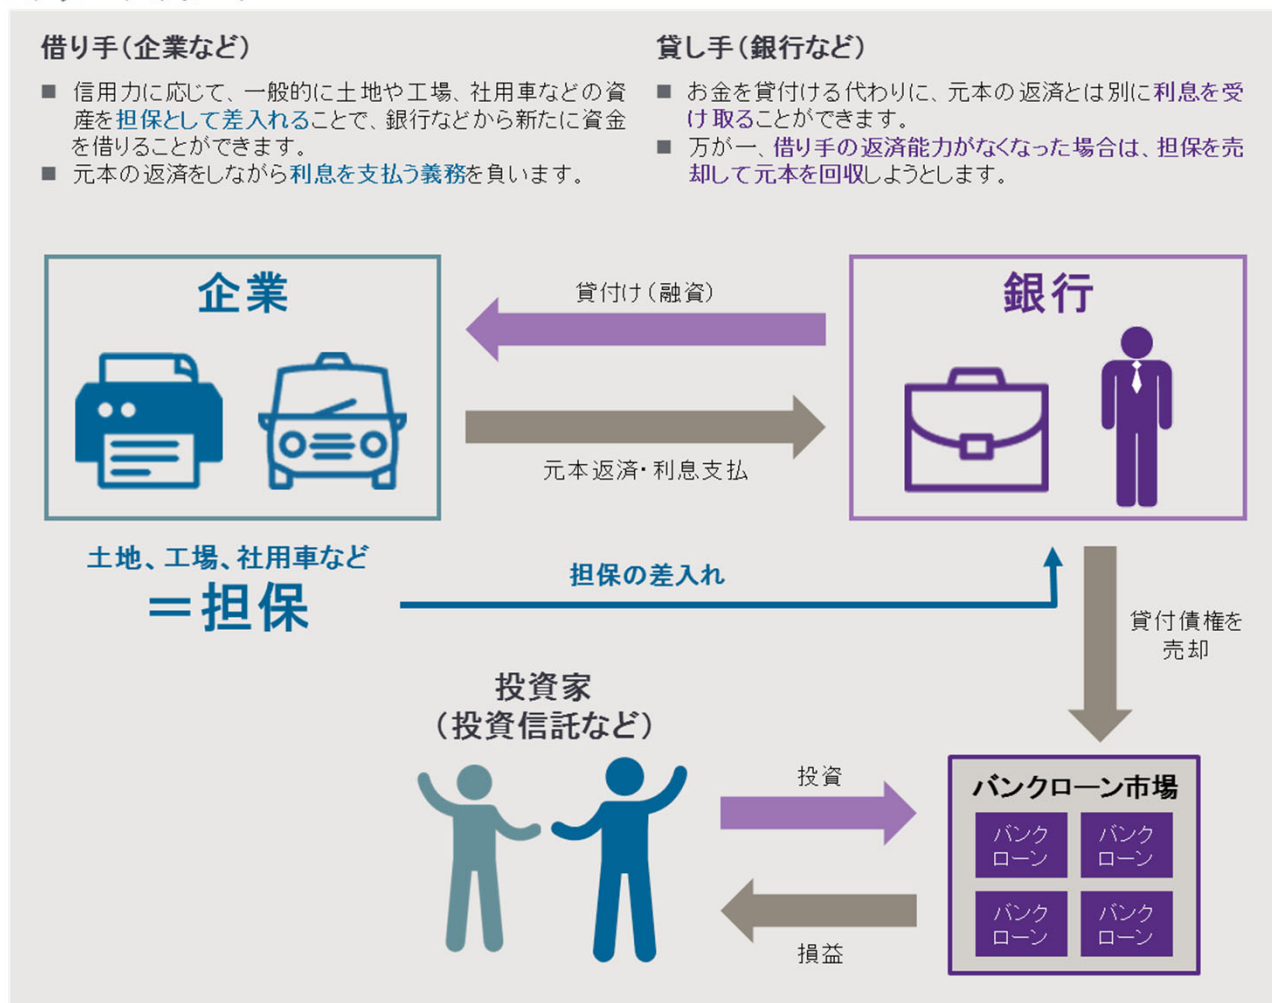 借り手（企業など）
■ 信用力に応じて、一般的に土地や工場、社用車などの資
産を担保として差入れることで、銀行などから新たに資金
を借りることができます。
■ 元本の返済をしながら利息を支払う義務を負います。
貸し手（銀行など）
■ お金を貸付ける代わりに、元本の返済とは別に利息を受
け取ることができます。
■ 万が一、借り手の返済能力がなくなった場合は、担保を売
却して元本を回収しようとします。
企業
貸付け（融資）
銀行
元本返済・利息支払
土地、工場、社用車など
＝担保
担保の差入れ
貸付債権を
売却
投資家
（投資信託など）
投資
損益
バンクローン市場
バンク
ローン
バンク
ローン
バンク
ローン
バンク
ローン